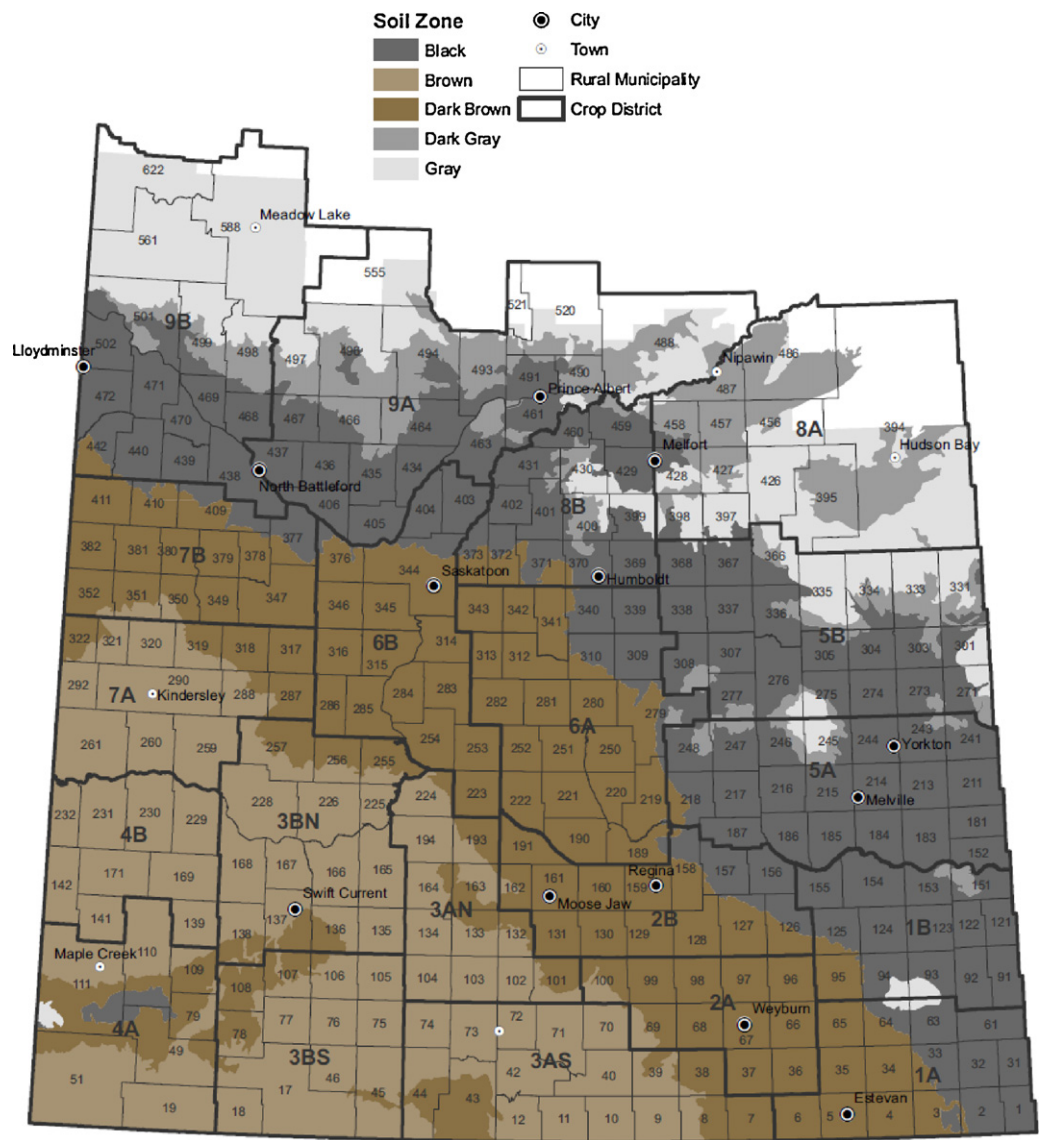 Soil Zone
Black
Brown
Dark Brown
Dark Gray
Gray
City
Town
Rural Municipality
Crop District
622
588 Meadow Lake
561
555
521 520
501 9B 499 498 497 496 494 493 490 488 486
Lloydminster 502
491 Nipawin
472 471 469 468 467 466 9A 464 463 461 Prince Albert 487
470 460 459 458 457 456 8A 394
442 440 439 438 437 436 435 434 431 430 429 Melfort 428 427 426 Hudson Bay
North Battleford 395
411 410 409 406 405 404 403 402 401 8B 400 399 398 397
377 376
382 381 380 379 378 7B 344 Saskatoon 373 372 371 370 369 368 367 366
Humboldt
352 351 350 349 347 346 345 343 342 341 340 339 338 337 336 335 334 333 331
6B 314 5B
322 321 320 319 318 317 316 315 313 312 310 309 308 307 305 304 303 301
292 7A 290 Kindersley 288 287 286 285 284 283 282 281 280 279 277 276 275 274 273 271
6A
261 260 259 257 256 255 254 253 252 251 250 248 247 246 245 244 243 241
Yorkton
5A
232 231 230 229 228 226 225 224 223 222 221 220 219 218 217 216 215 214 213 211
4B 3BN Melville
194 193 191 190 189 187 186 185 184 183 181
171 169 168 167 166 165 164 163 162 161 160 159 158 157 156 155 154 153 152 151
Swift Current Moose Jaw Regina
142 141 139 138 137 136 135 134 133 132 131 130 129 128 127 126 125 124 123 122 121
3AN 2B 1B
Maple Creek 110
111 109 108 107 106 105 104 103 102 101 100 99 98 97 96 95 94 93 92 91
4A 79 78 77 76 75 74 73 72 71 70 69 68 67 66 65 64 63 61
2A Weyburn
3BS 3AS
51 49 46 45 44 43 42 40 39 38 37 36 35 34 33 32 31
1A
19 18 17 12 11 10 9 8 7 6 5 4 3 2 1
Estevan